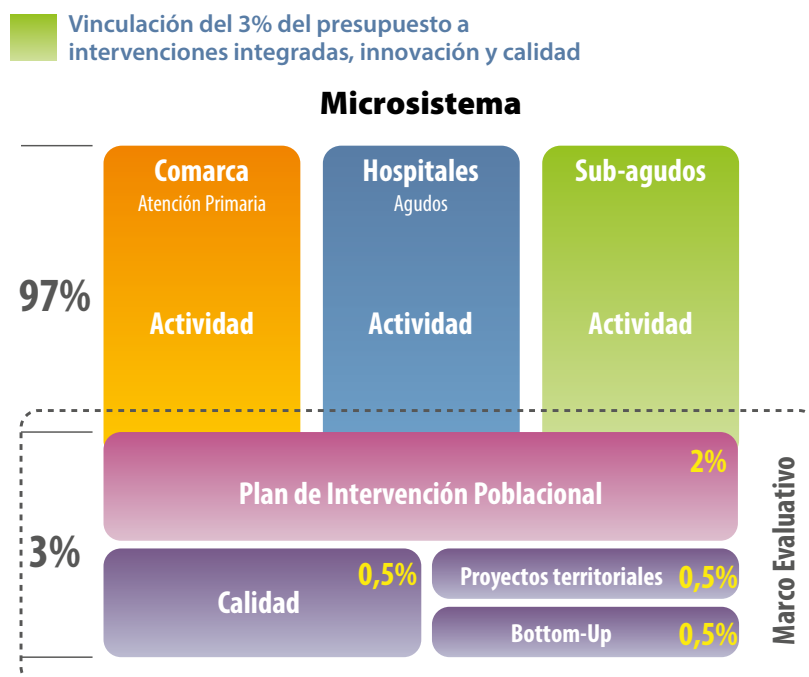 Vinculación del 3% del presupuesto a
intervenciones integradas, innovación y calidad
Microsistema
Comarca
Atención Primaria
Hospitales
Agudos
Sub-agudos
97%
Actividad
Actividad
Actividad
2%
Plan de Intervención Poblacional
3%
Calidad
0,5%
Proyectos territoriales
0,5%
Bottom-Up
0,5%
Marco Evaluativo